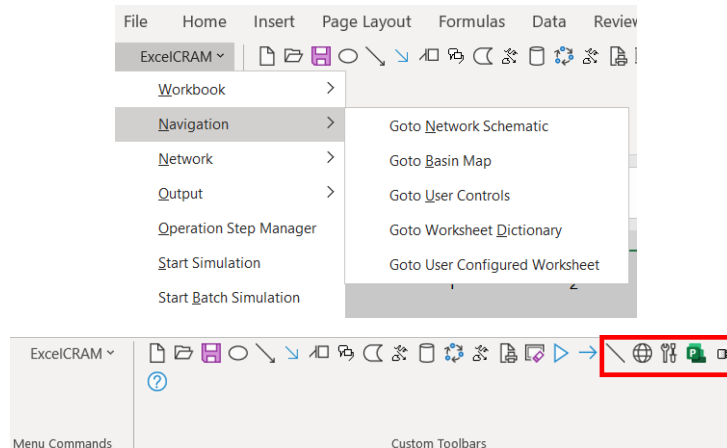 File Home Insert Page Layout Formulas Data Review
ExcelCRAM
Workbook
Navigation
Goto Network Schematic
Network
Goto Basin Map
Output
Goto User Controls
Operation Step Manager
Goto Worksheet Dictionary
Start Simulation
Goto User Configured Worksheet
Start Batch Simulation
ExcelCRAM
Menu Commands Custom Toolbars